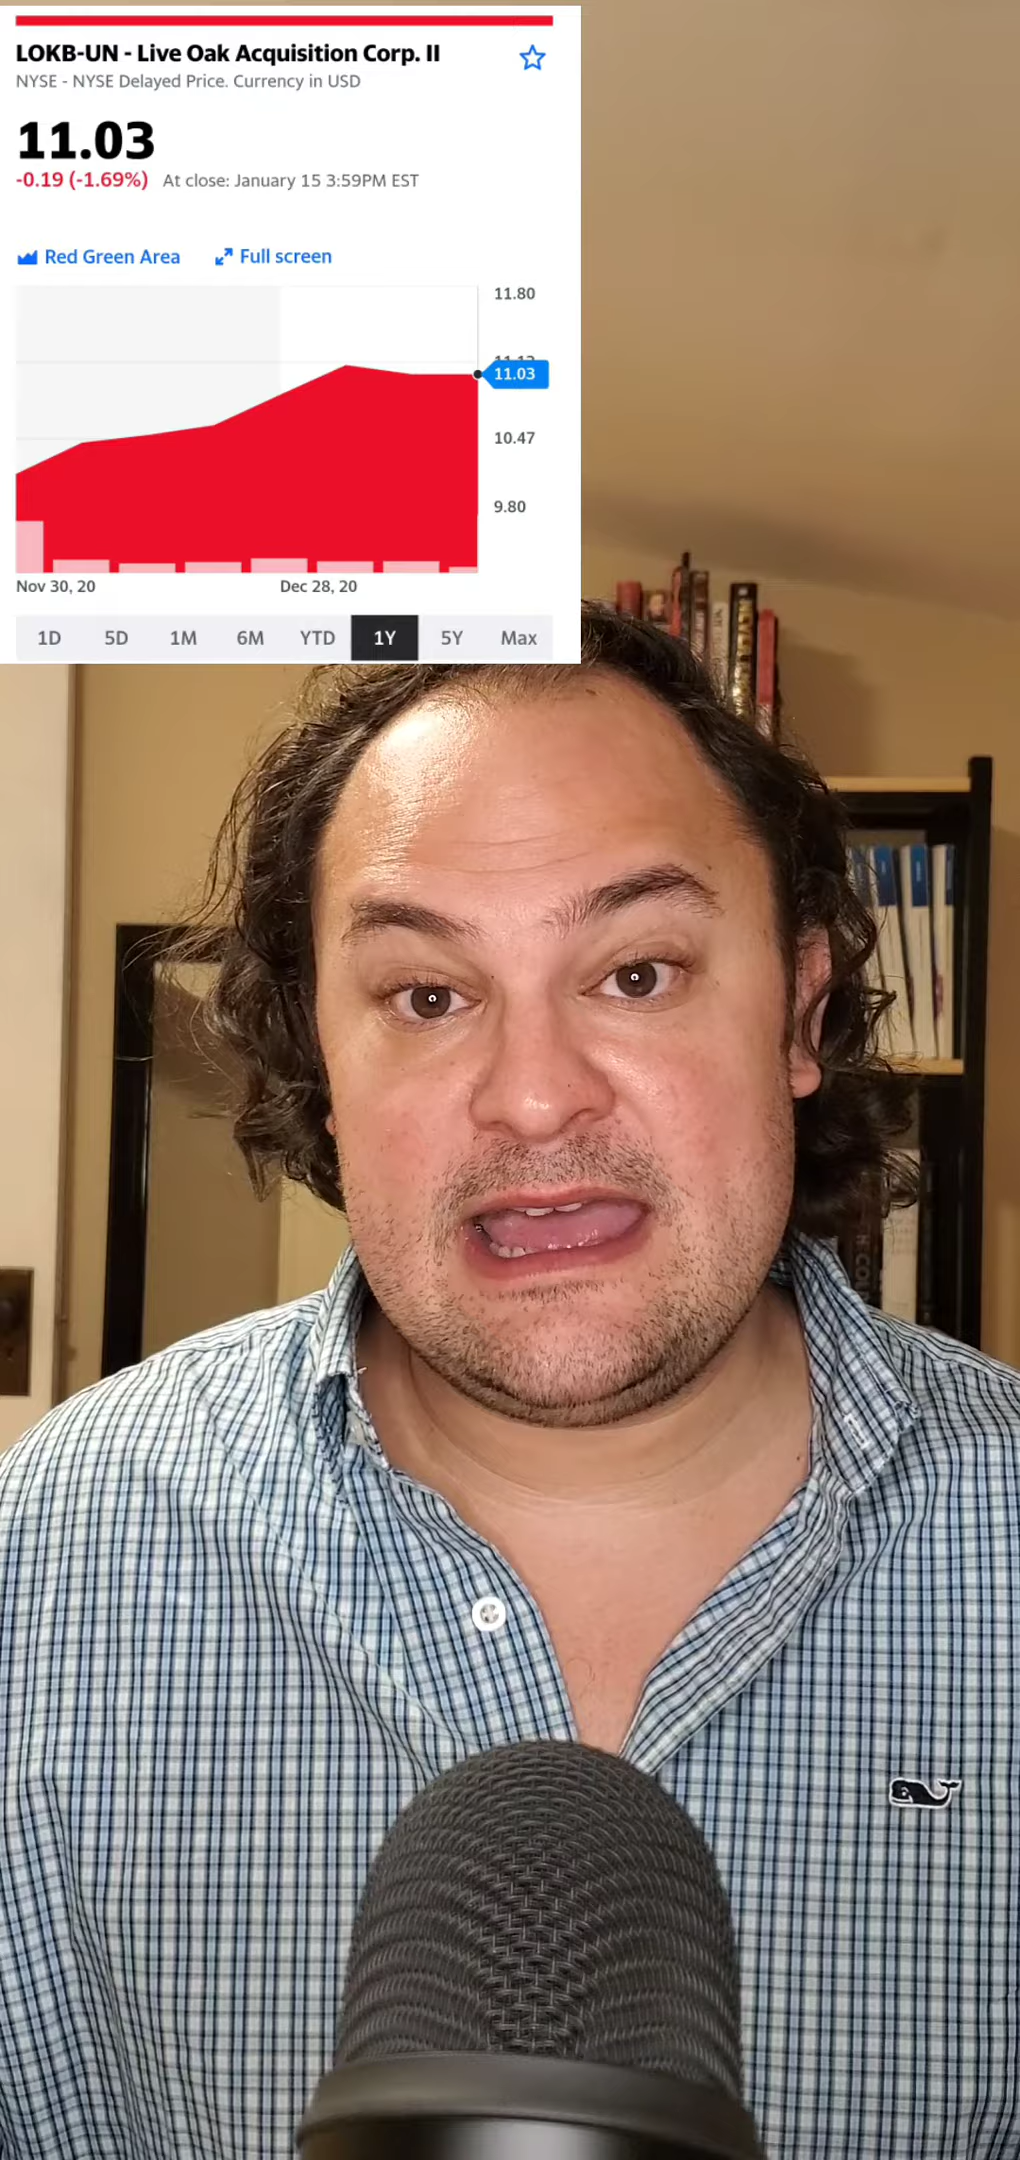 LOKB-UN - Live Oak Acquisition Corp. II
NYSE - NYSE Delayed Price. Currency in USD
11.03
-0.19 (-1.69%) At close: January 15 3:59PM EST
Red Green Area Full screen
11.80
11.13
11.03
10.47
9.80
Nov 30, 20 Dec 28, 20
1D 5D 1M 6M YTD 1Y 5Y Max